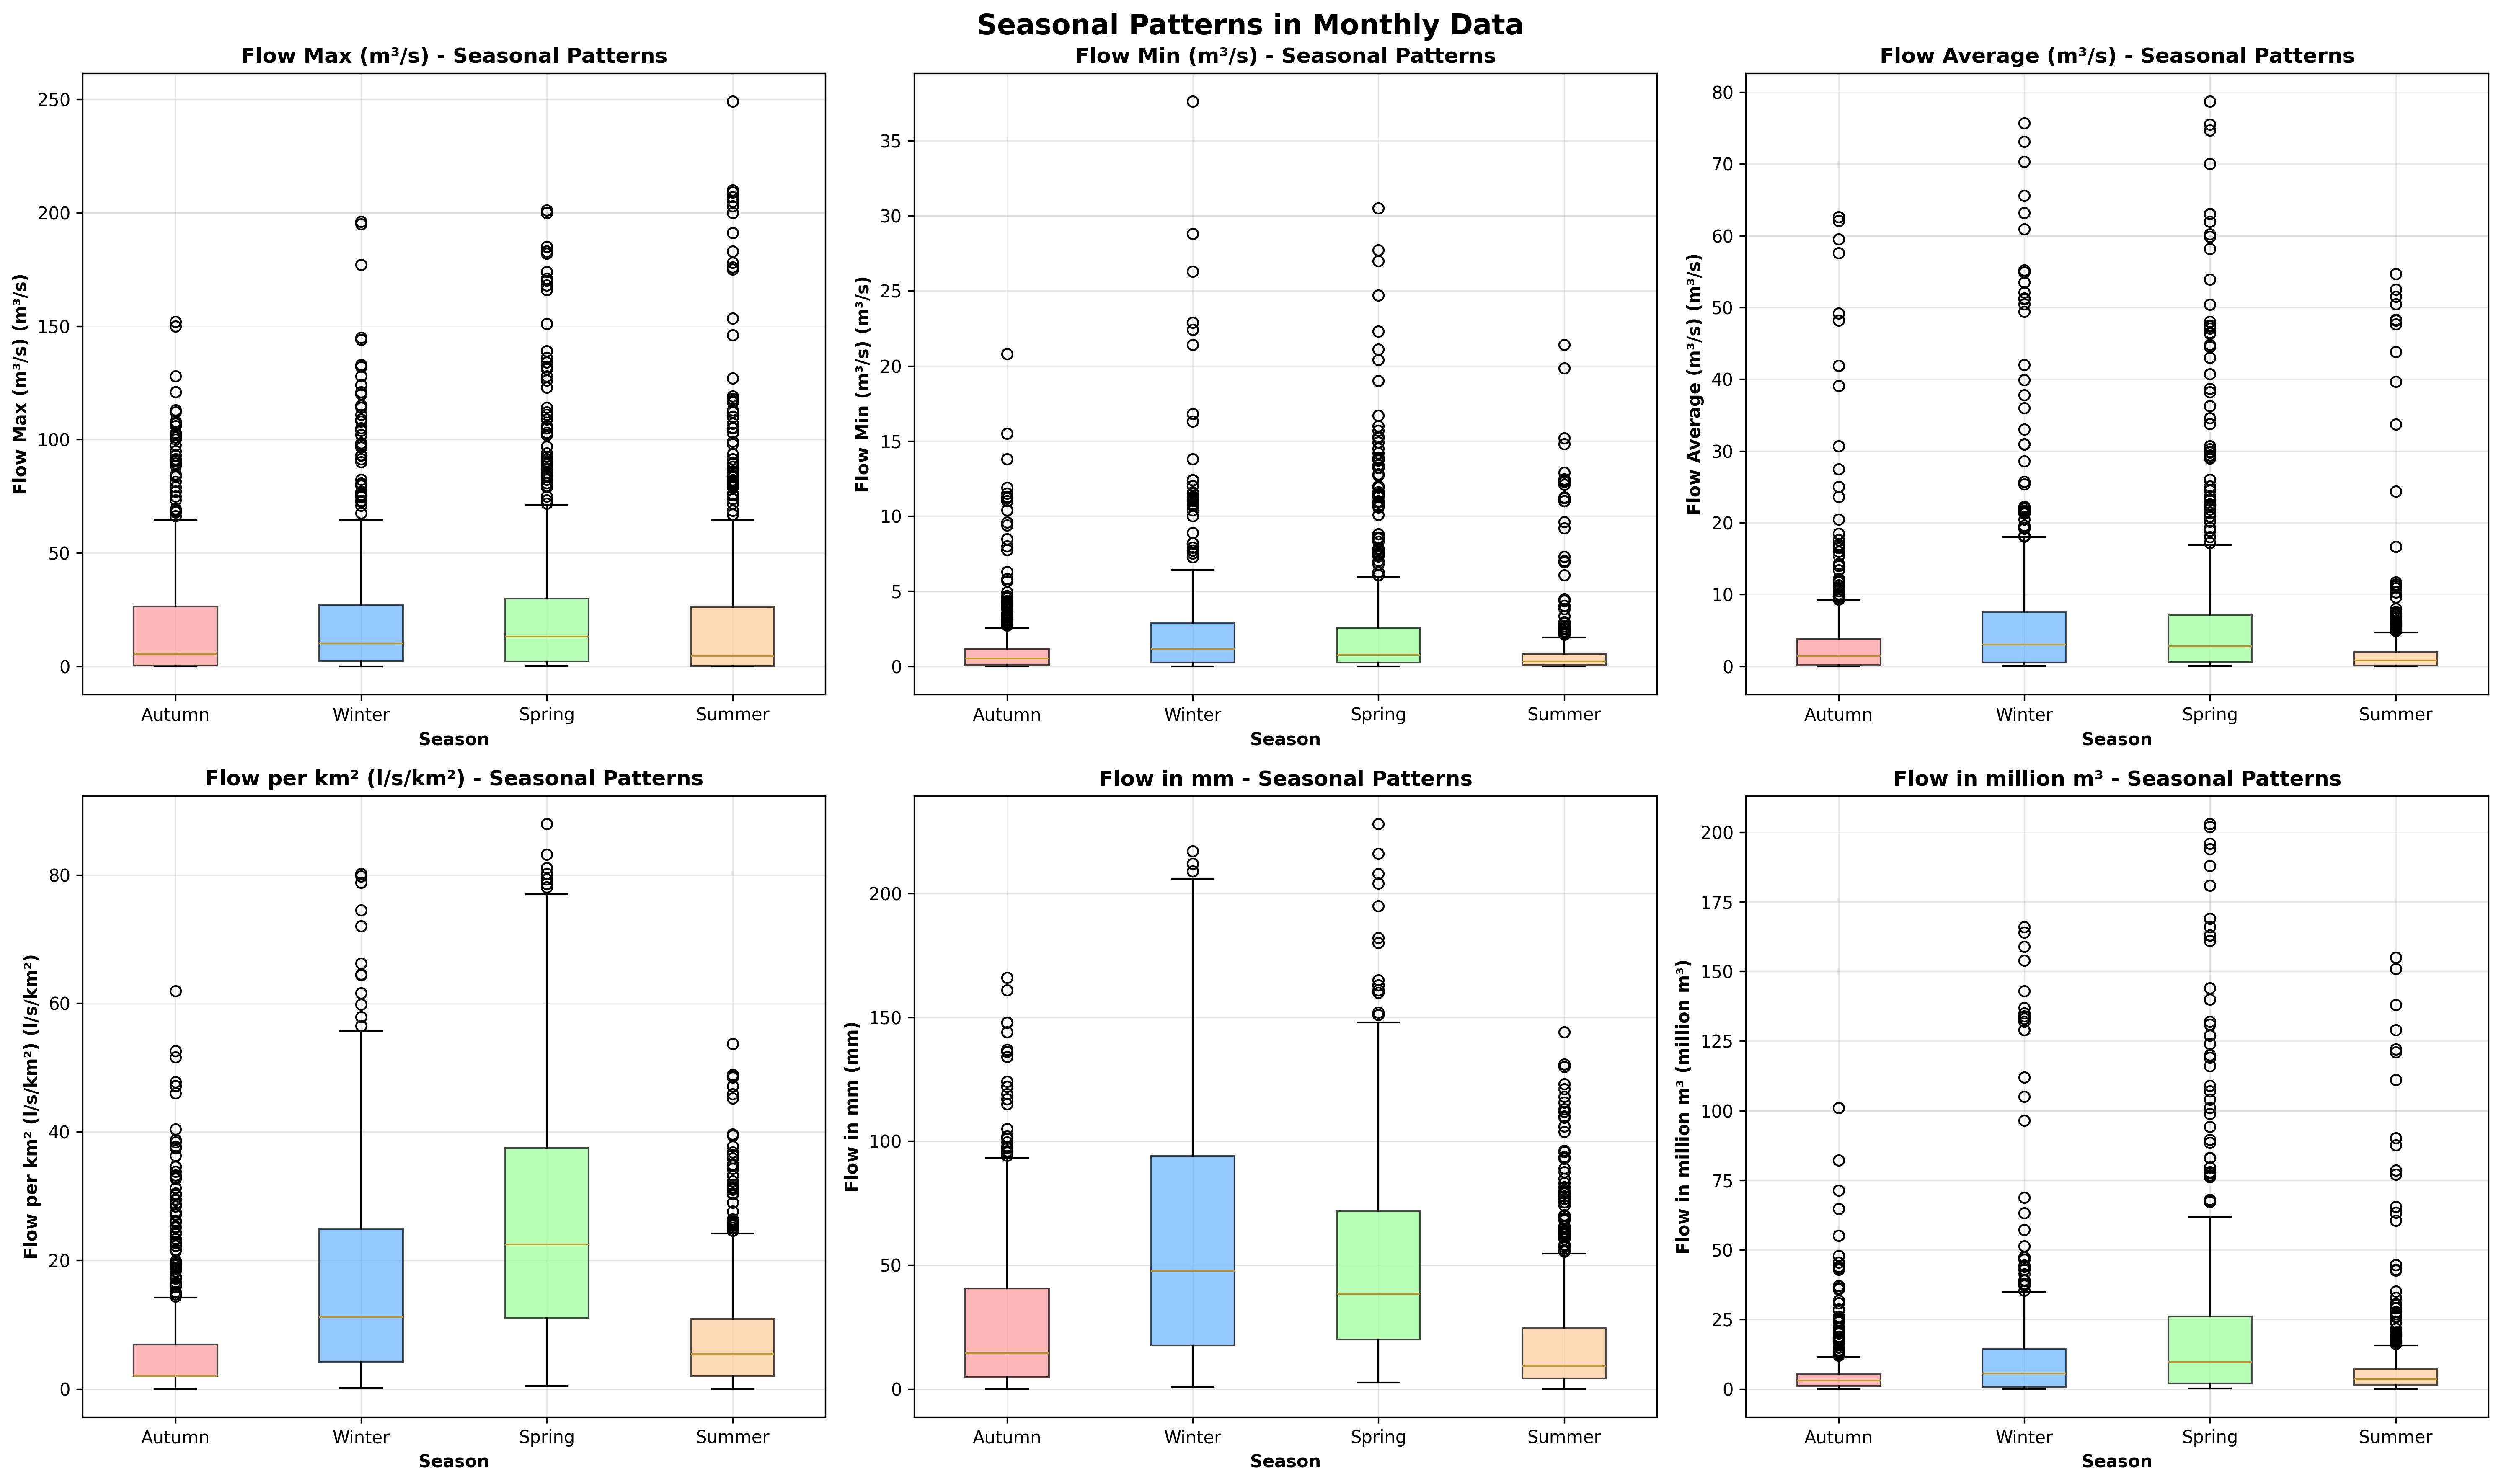 Seasonal Patterns in Monthly Data
Flow Max (m³/s) - Seasonal Patterns
Flow Max (m³/s) (m³/s)
250
200
150
100
50
0
Autumn Winter Spring Summer
Season
Flow Min (m³/s) - Seasonal Patterns
Flow Min (m³/s) (m³/s)
35
30
25
20
15
10
5
0
Autumn Winter Spring Summer
Season
Flow Average (m³/s) - Seasonal Patterns
Flow Average (m³/s) (m³/s)
80
70
60
50
40
30
20
10
0
Autumn Winter Spring Summer
Season
Flow per km² (l/s/km²) - Seasonal Patterns
Flow per km² (l/s/km²) (l/s/km²)
80
60
40
20
0
Autumn Winter Spring Summer
Season
Flow in mm - Seasonal Patterns
Flow in mm (mm)
200
150
100
50
0
Autumn Winter Spring Summer
Season
Flow in million m³ - Seasonal Patterns
Flow in million m³ (million m³)
200
175
150
125
100
75
50
25
0
Autumn Winter Spring Summer
Season